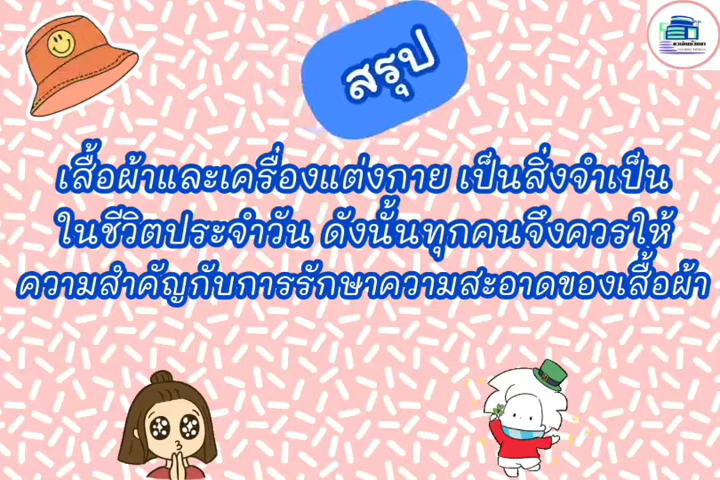 สรุป
เสื้อผ้าและเครื่องแต่งกาย เป็นสิ่งจำเป็น
ในชีวิตประจำวัน ดังนั้นทุกคนจึงควรให้
ความสำคัญกับการรักษาความสะอาดของเสื้อผ้า